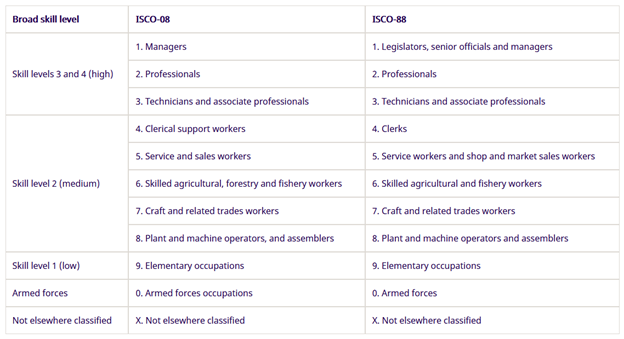 Broad skill level ISCO-08 ISCO-88
Skill levels 3 and 4 (high) 1. Managers 1. Legislators, senior officials and managers
2. Professionals 2. Professionals
3. Technicians and associate professionals 3. Technicians and associate professionals
Skill level 2 (medium) 4. Clerical support workers 4. Clerks
5. Service and sales workers 5. Service workers and shop and market sales workers
6. Skilled agricultural, forestry and fishery workers 6. Skilled agricultural and fishery workers
7. Craft and related trades workers 7. Craft and related trades workers
8. Plant and machine operators, and assemblers 8. Plant and machine operators and assemblers
Skill level 1 (low) 9. Elementary occupations 9. Elementary occupations
Armed forces 0. Armed forces occupations 0. Armed forces
Not elsewhere classified X. Not elsewhere classified X. Not elsewhere classified